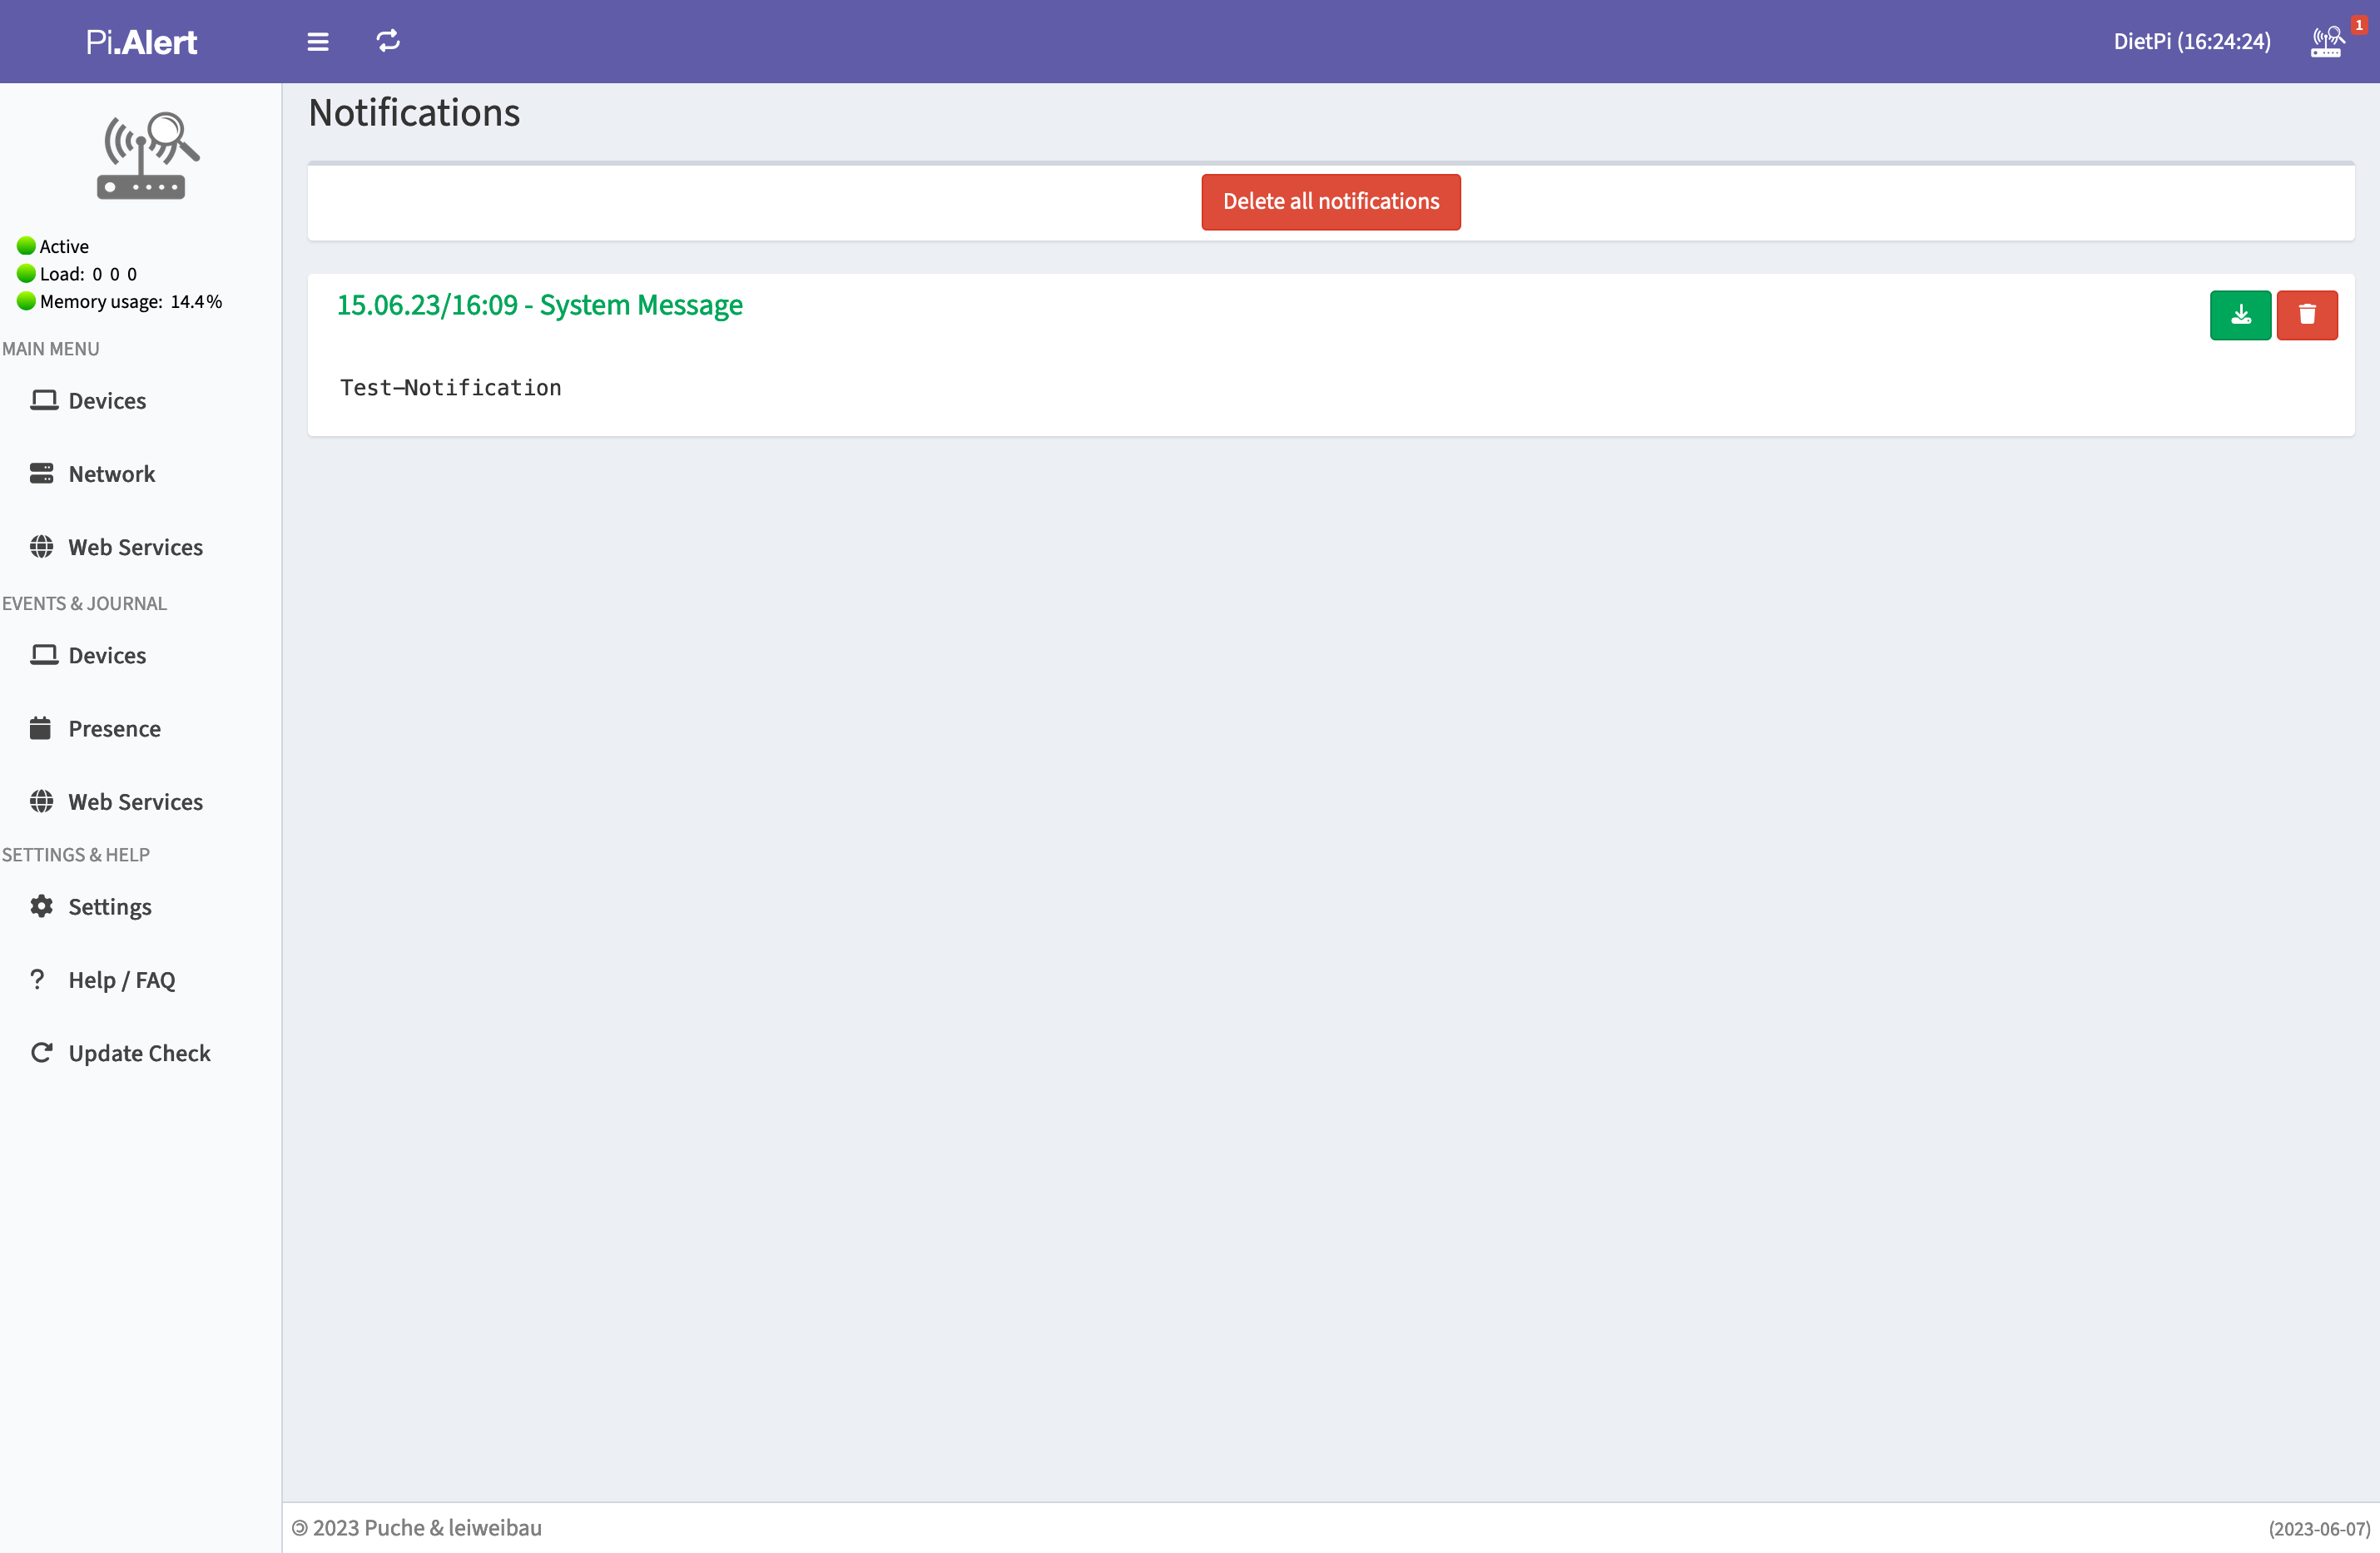 Pi.Alert
DietPi (16:24:24)
1
Active
Load: 0 0 0
Memory usage: 14.4%
MAIN MENU
Devices
Network
Web Services
EVENTS & JOURNAL
Devices
Presence
Web Services
SETTINGS & HELP
Settings
Help / FAQ
Update Check
Notifications
Delete all notifications
15.06.23/16:09 - System Message
Test-Notification
🄯 2023 Puche & leiweibau
(2023-06-07)